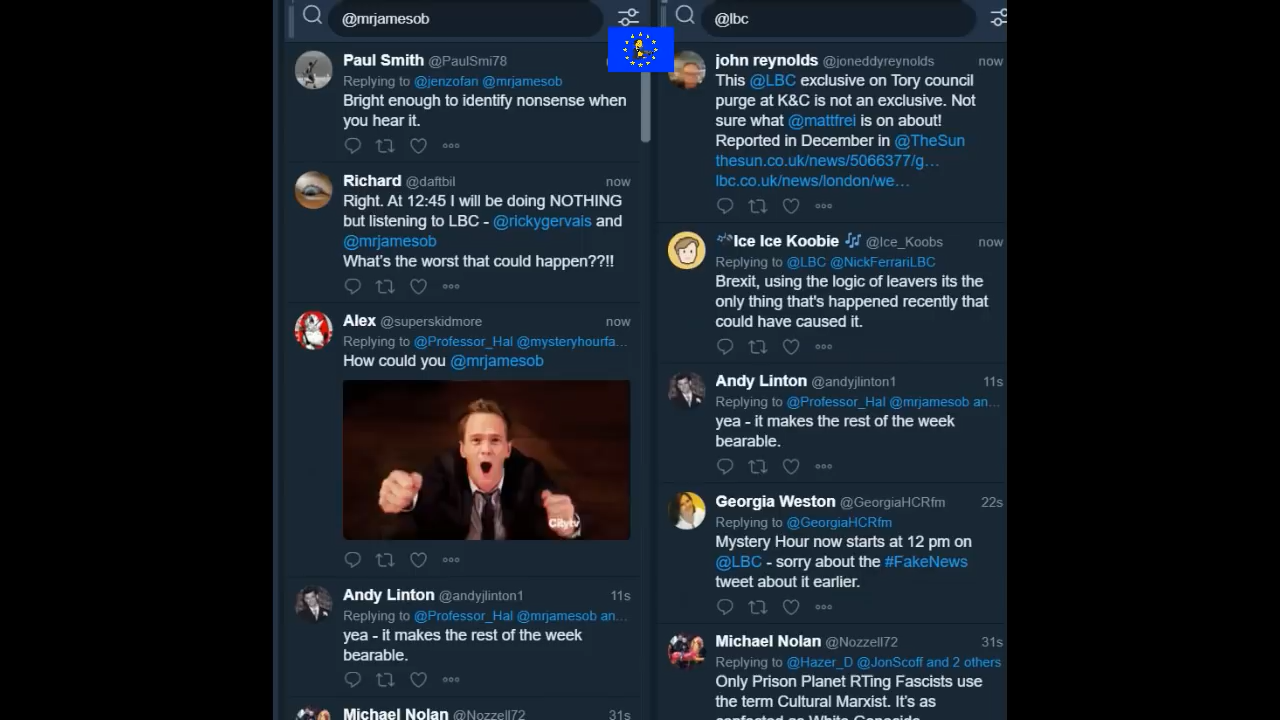 @mrjamesob
Paul Smith @PaulSmi78
Replying to @jenzofan @mrjamesob
Bright enough to identify nonsense when
you hear it.
Richard @daftbil now
Right. At 12:45 I will be doing NOTHING
but listening to LBC - @rickygervais and
@mrjamesob
What's the worst that could happen??!!
Alex @superskidmore now
Replying to @Professor_Hal @mysteryhourfa...
How could you @mrjamesob
Citytv
Andy Linton @andyjlinton1 11s
Replying to @Professor_Hal @mrjamesob an...
yea - it makes the rest of the week
bearable.
Michael Nolan @Nozzell72 31s
@lbc
john reynolds @joneddyreynolds now
This @LBC exclusive on Tory council
purge at K&C is not an exclusive. Not
sure what @mattfrei is on about!
Reported in December in @TheSun
thesun.co.uk/news/5066377/g...
lbc.co.uk/news/london/we...
Ice Ice Koobie @Ice_Koobs now
Replying to @LBC @NickFerrariLBC
Brexit, using the logic of leavers its the
only thing that's happened recently that
could have caused it.
Andy Linton @andyjlinton1 11s
Replying to @Professor_Hal @mrjamesob an...
yea - it makes the rest of the week
bearable.
Georgia Weston @GeorgiaHCRfm 22s
Replying to @GeorgiaHCRfm
Mystery Hour now starts at 12 pm on
@LBC - sorry about the #FakeNews
tweet about it earlier.
Michael Nolan @Nozzell72 31s
Replying to @Hazer_D @JonScoff and 2 others
Only Prison Planet RTing Fascists use
the term Cultural Marxist. It's as